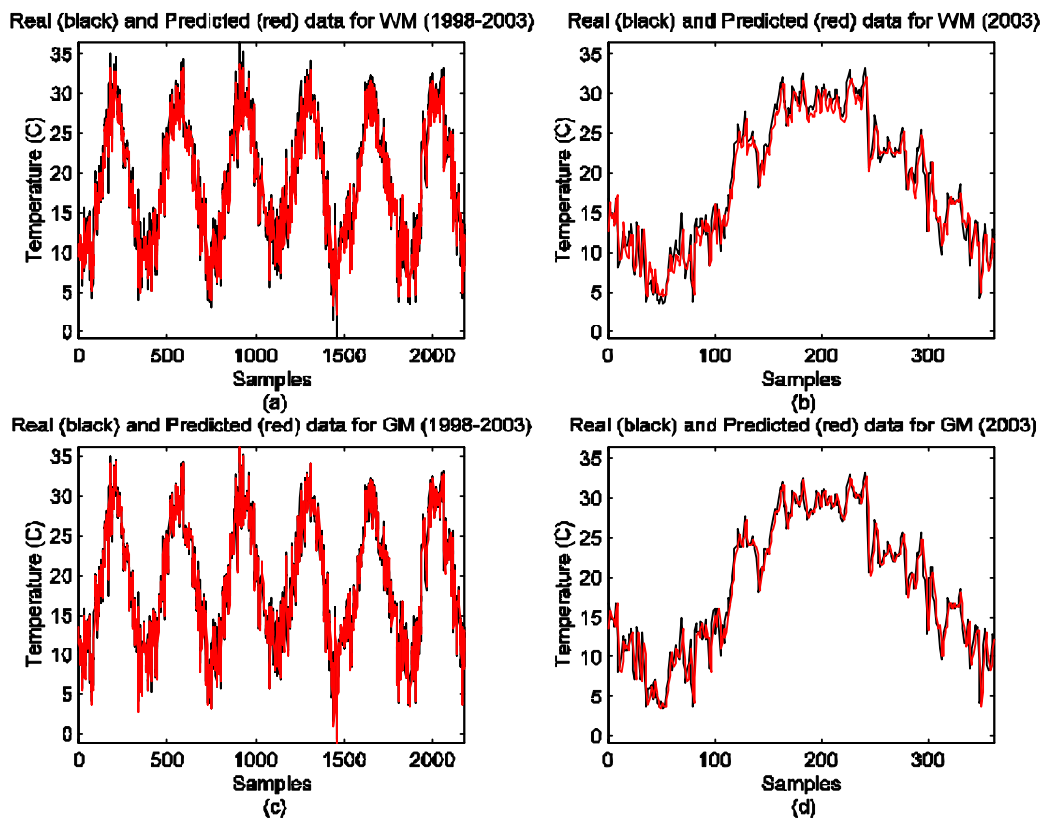 Real (black) and Predicted (red) data for WM (1998-2003)
35
30
25
20
15
10
5
0
Temperature (C)
0 500 1000 1500 2000
Samples
(a)
Real (black) and Predicted (red) data for WM (2003)
35
30
25
20
15
10
5
0
Temperature (C)
0 100 200 300
Samples
(b)
Real (black) and Predicted (red) data for GM (1998-2003)
35
30
25
20
15
10
5
0
Temperature (C)
0 500 1000 1500 2000
Samples
(c)
Real (black) and Predicted (red) data for GM (2003)
35
30
25
20
15
10
5
0
Temperature (C)
0 100 200 300
Samples
(d)